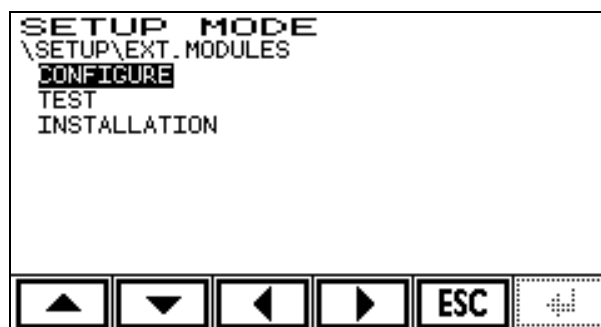 SETUP MODE
\SETUP\EXT.MODULES
CONFIGURE
TEST
INSTALLATION
ESC